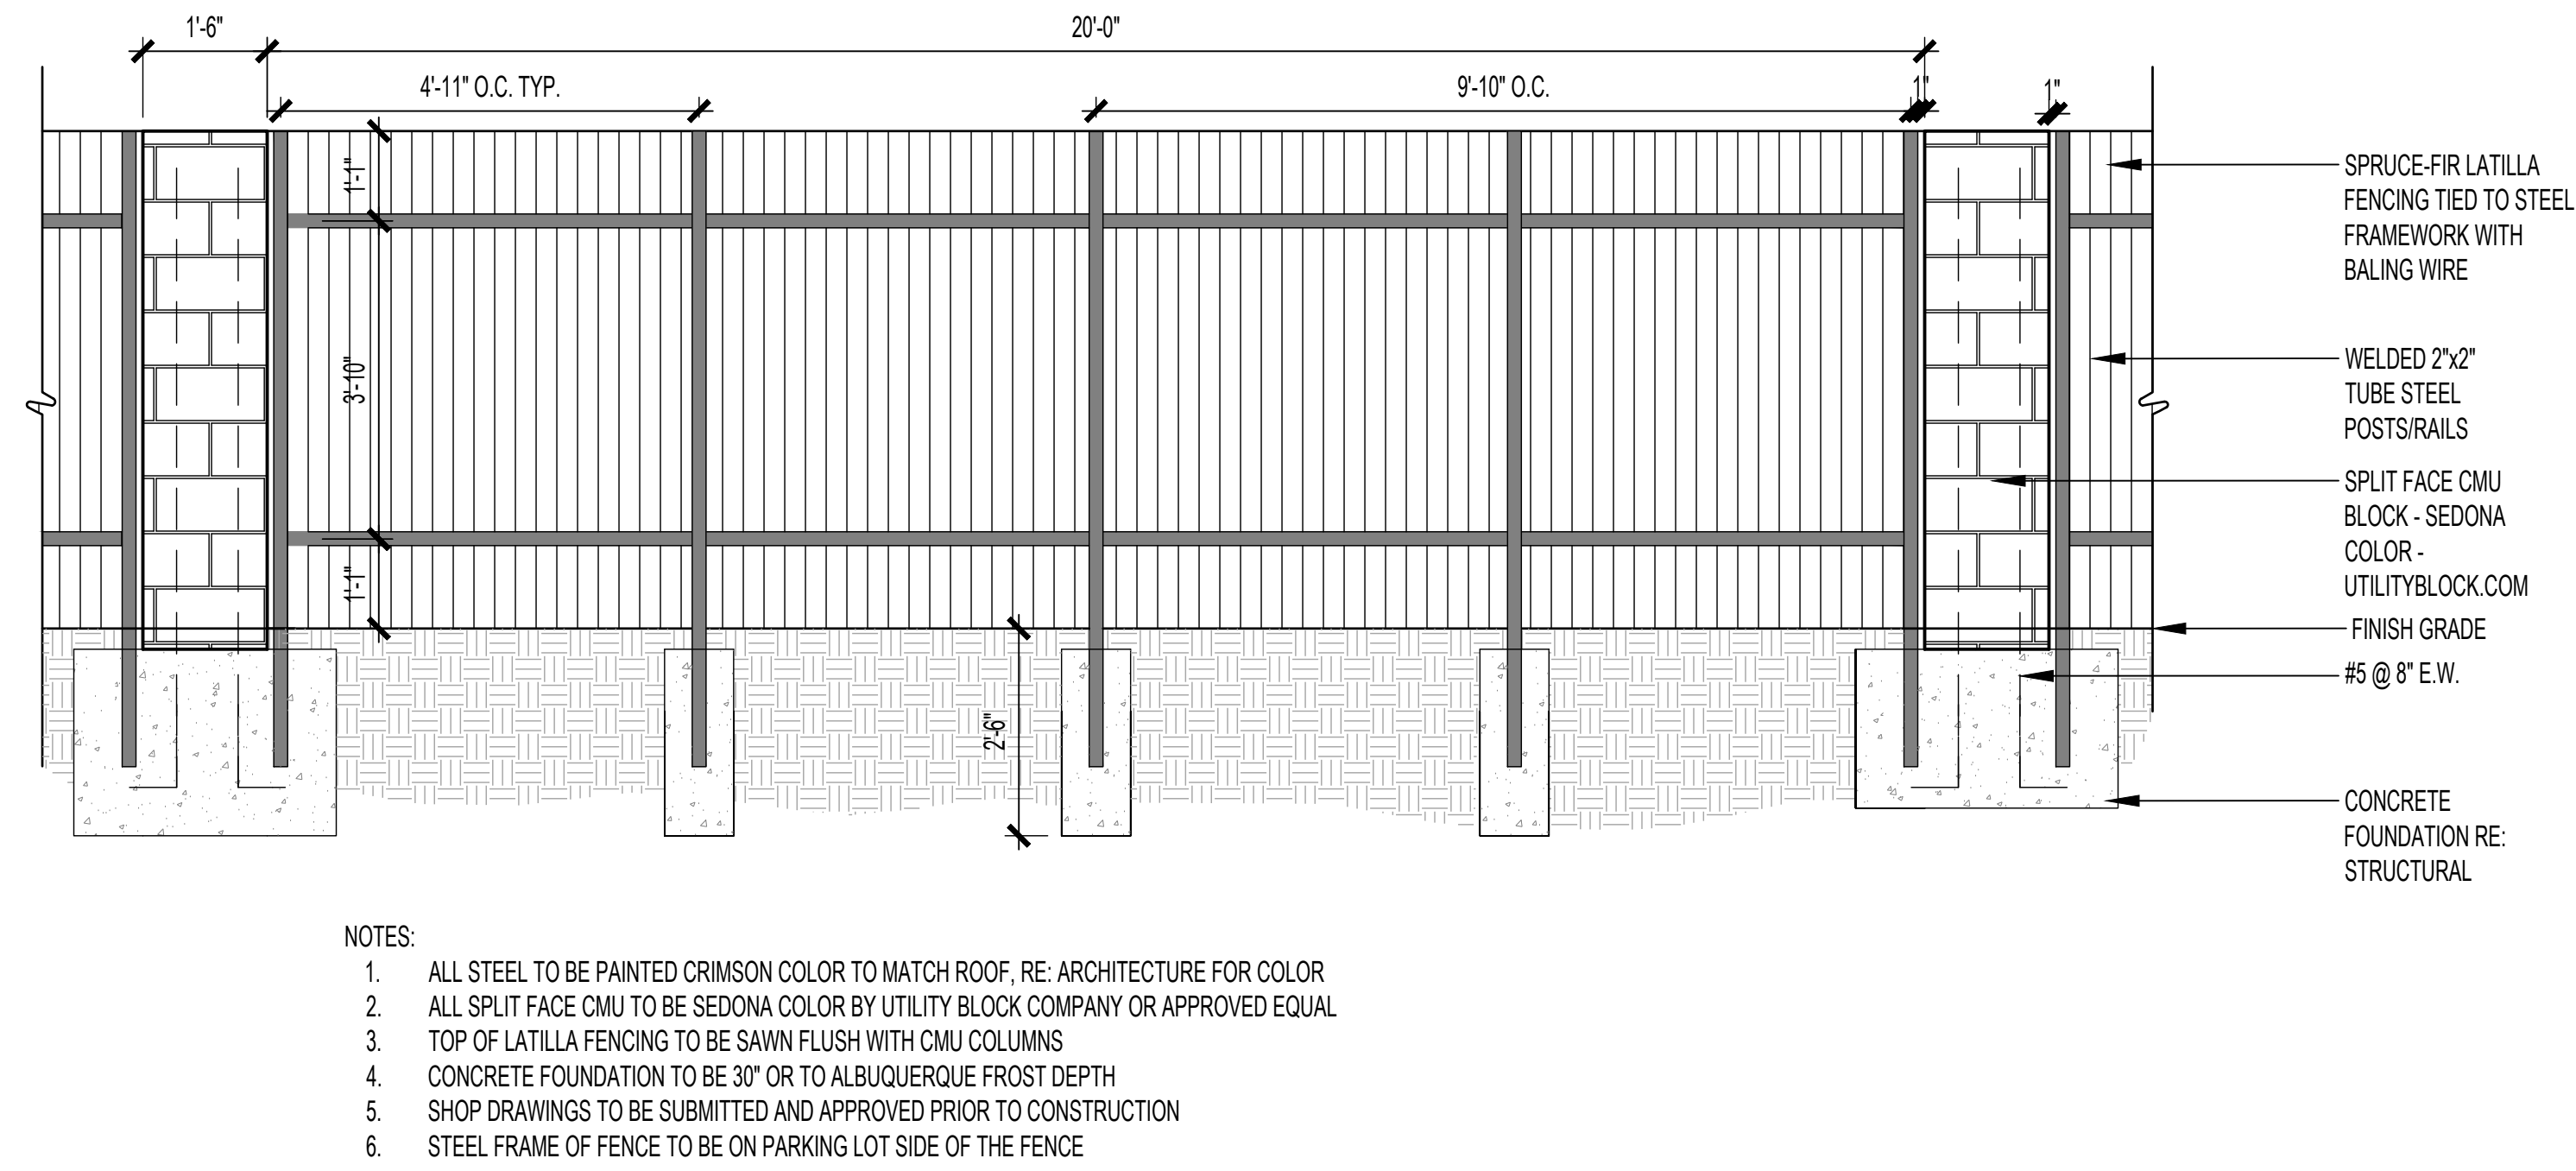 1'-6"
20'-0"
4'-11" O.C. TYP.
9'-10" O.C.
1"
1"
1'-1"
3'-10"
1'-1"
2'-6"
SPRUCE-FIR LATILLA
FENCING TIED TO STEEL
FRAMEWORK WITH
BALING WIRE
WELDED 2"x2"
TUBE STEEL
POSTS/RAILS
SPLIT FACE CMU
BLOCK - SEDONA
COLOR -
UTILITYBLOCK.COM
FINISH GRADE
#5 @ 8" E.W.
CONCRETE
FOUNDATION RE:
STRUCTURAL
NOTES:
1. ALL STEEL TO BE PAINTED CRIMSON COLOR TO MATCH ROOF, RE: ARCHITECTURE FOR COLOR
2. ALL SPLIT FACE CMU TO BE SEDONA COLOR BY UTILITY BLOCK COMPANY OR APPROVED EQUAL
3. TOP OF LATILLA FENCING TO BE SAWN FLUSH WITH CMU COLUMNS
4. CONCRETE FOUNDATION TO BE 30" OR TO ALBUQUERQUE FROST DEPTH
5. SHOP DRAWINGS TO BE SUBMITTED AND APPROVED PRIOR TO CONSTRUCTION
6. STEEL FRAME OF FENCE TO BE ON PARKING LOT SIDE OF THE FENCE